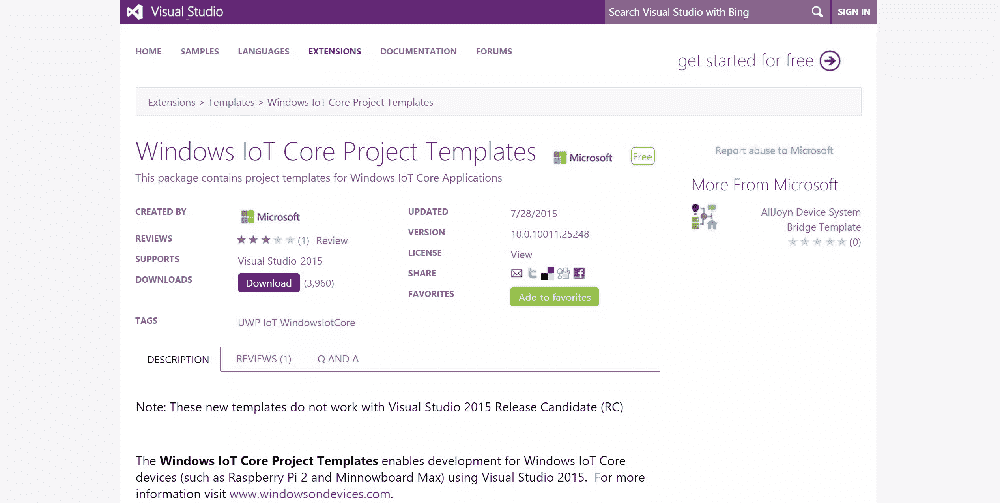 Visual Studio
Search Visual Studio with Bing
SIGN IN
HOME SAMPLES LANGUAGES EXTENSIONS DOCUMENTATION FORUMS
get started for free
Extensions > Templates > Windows IoT Core Project Templates
Windows IoT Core Project Templates
Microsoft
Free
This package contains project templates for Windows IoT Core Applications
CREATED BY Microsoft
REVIEWS (1) Review
SUPPORTS Visual Studio 2015
DOWNLOADS Download (3,960)
TAGS UWP IoT WindowsIotCore
UPDATED 7/28/2015
VERSION 10.0.10011.25248
LICENSE View
SHARE
FAVORITES Add to favorites
Report abuse to Microsoft
More From Microsoft
AllJoyn Device System
Bridge Template
(0)
DESCRIPTION REVIEWS (1) Q AND A
Note: These new templates do not work with Visual Studio 2015 Release Candidate (RC)
The Windows IoT Core Project Templates enables development for Windows IoT Core
devices (such as Raspberry Pi 2 and Minnowboard Max) using Visual Studio 2015. For more
information visit www.windowsondevices.com.